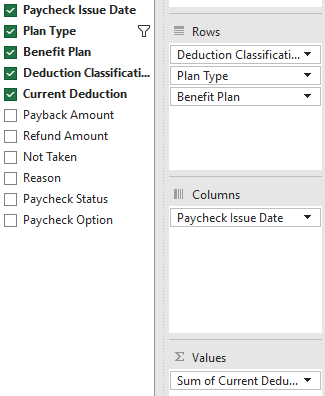 Paycheck Issue Date
Plan Type
Benefit Plan
Deduction Classificati...
Current Deduction
Payback Amount
Refund Amount
Not Taken
Reason
Paycheck Status
Paycheck Option
Rows
Deduction Classificati...
Plan Type
Benefit Plan
Columns
Paycheck Issue Date
Σ Values
Sum of Current Dedu...